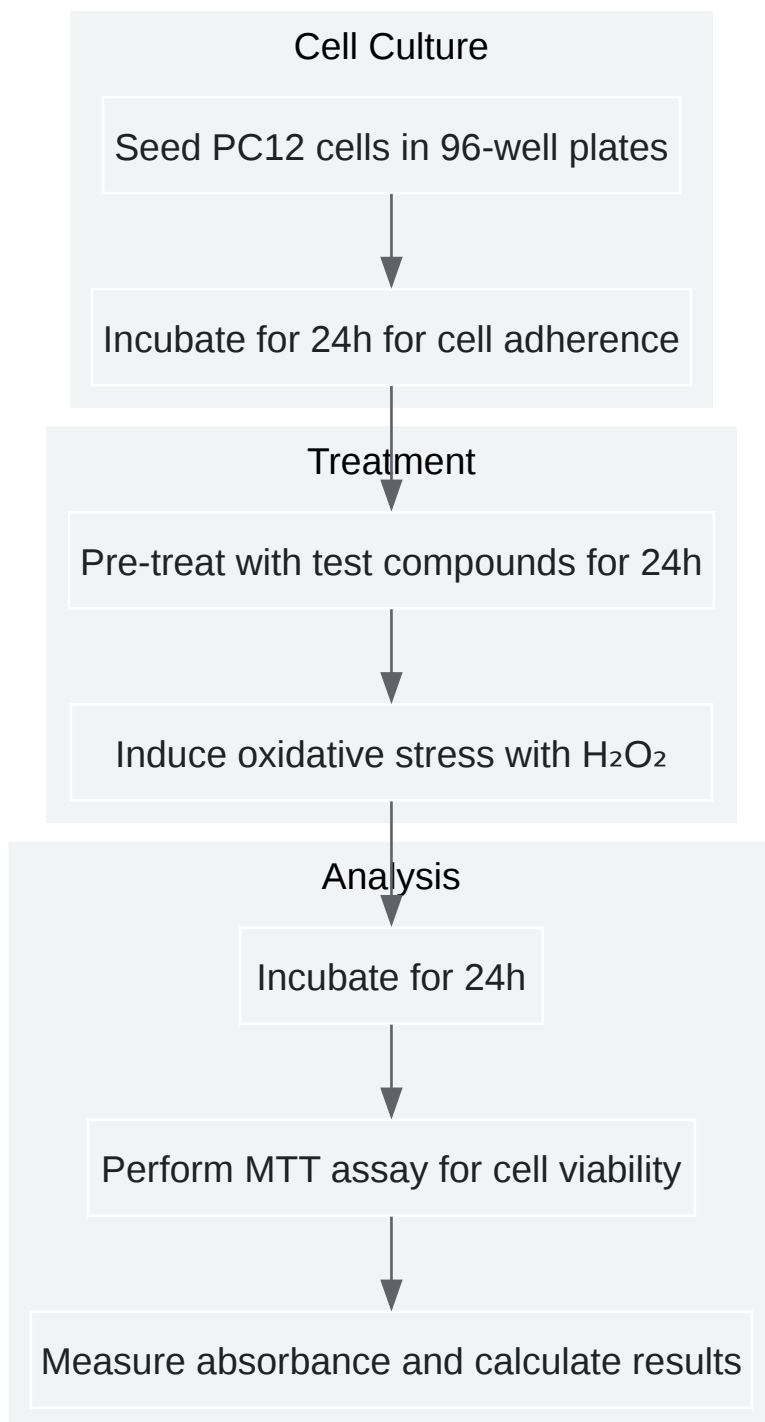 Cell Culture
Seed PC12 cells in 96-well plates
Incubate for 24h for cell adherence
Treatment
Pre-treat with test compounds for 24h
Induce oxidative stress with H₂O₂
Analysis
Incubate for 24h
Perform MTT assay for cell viability
Measure absorbance and calculate results